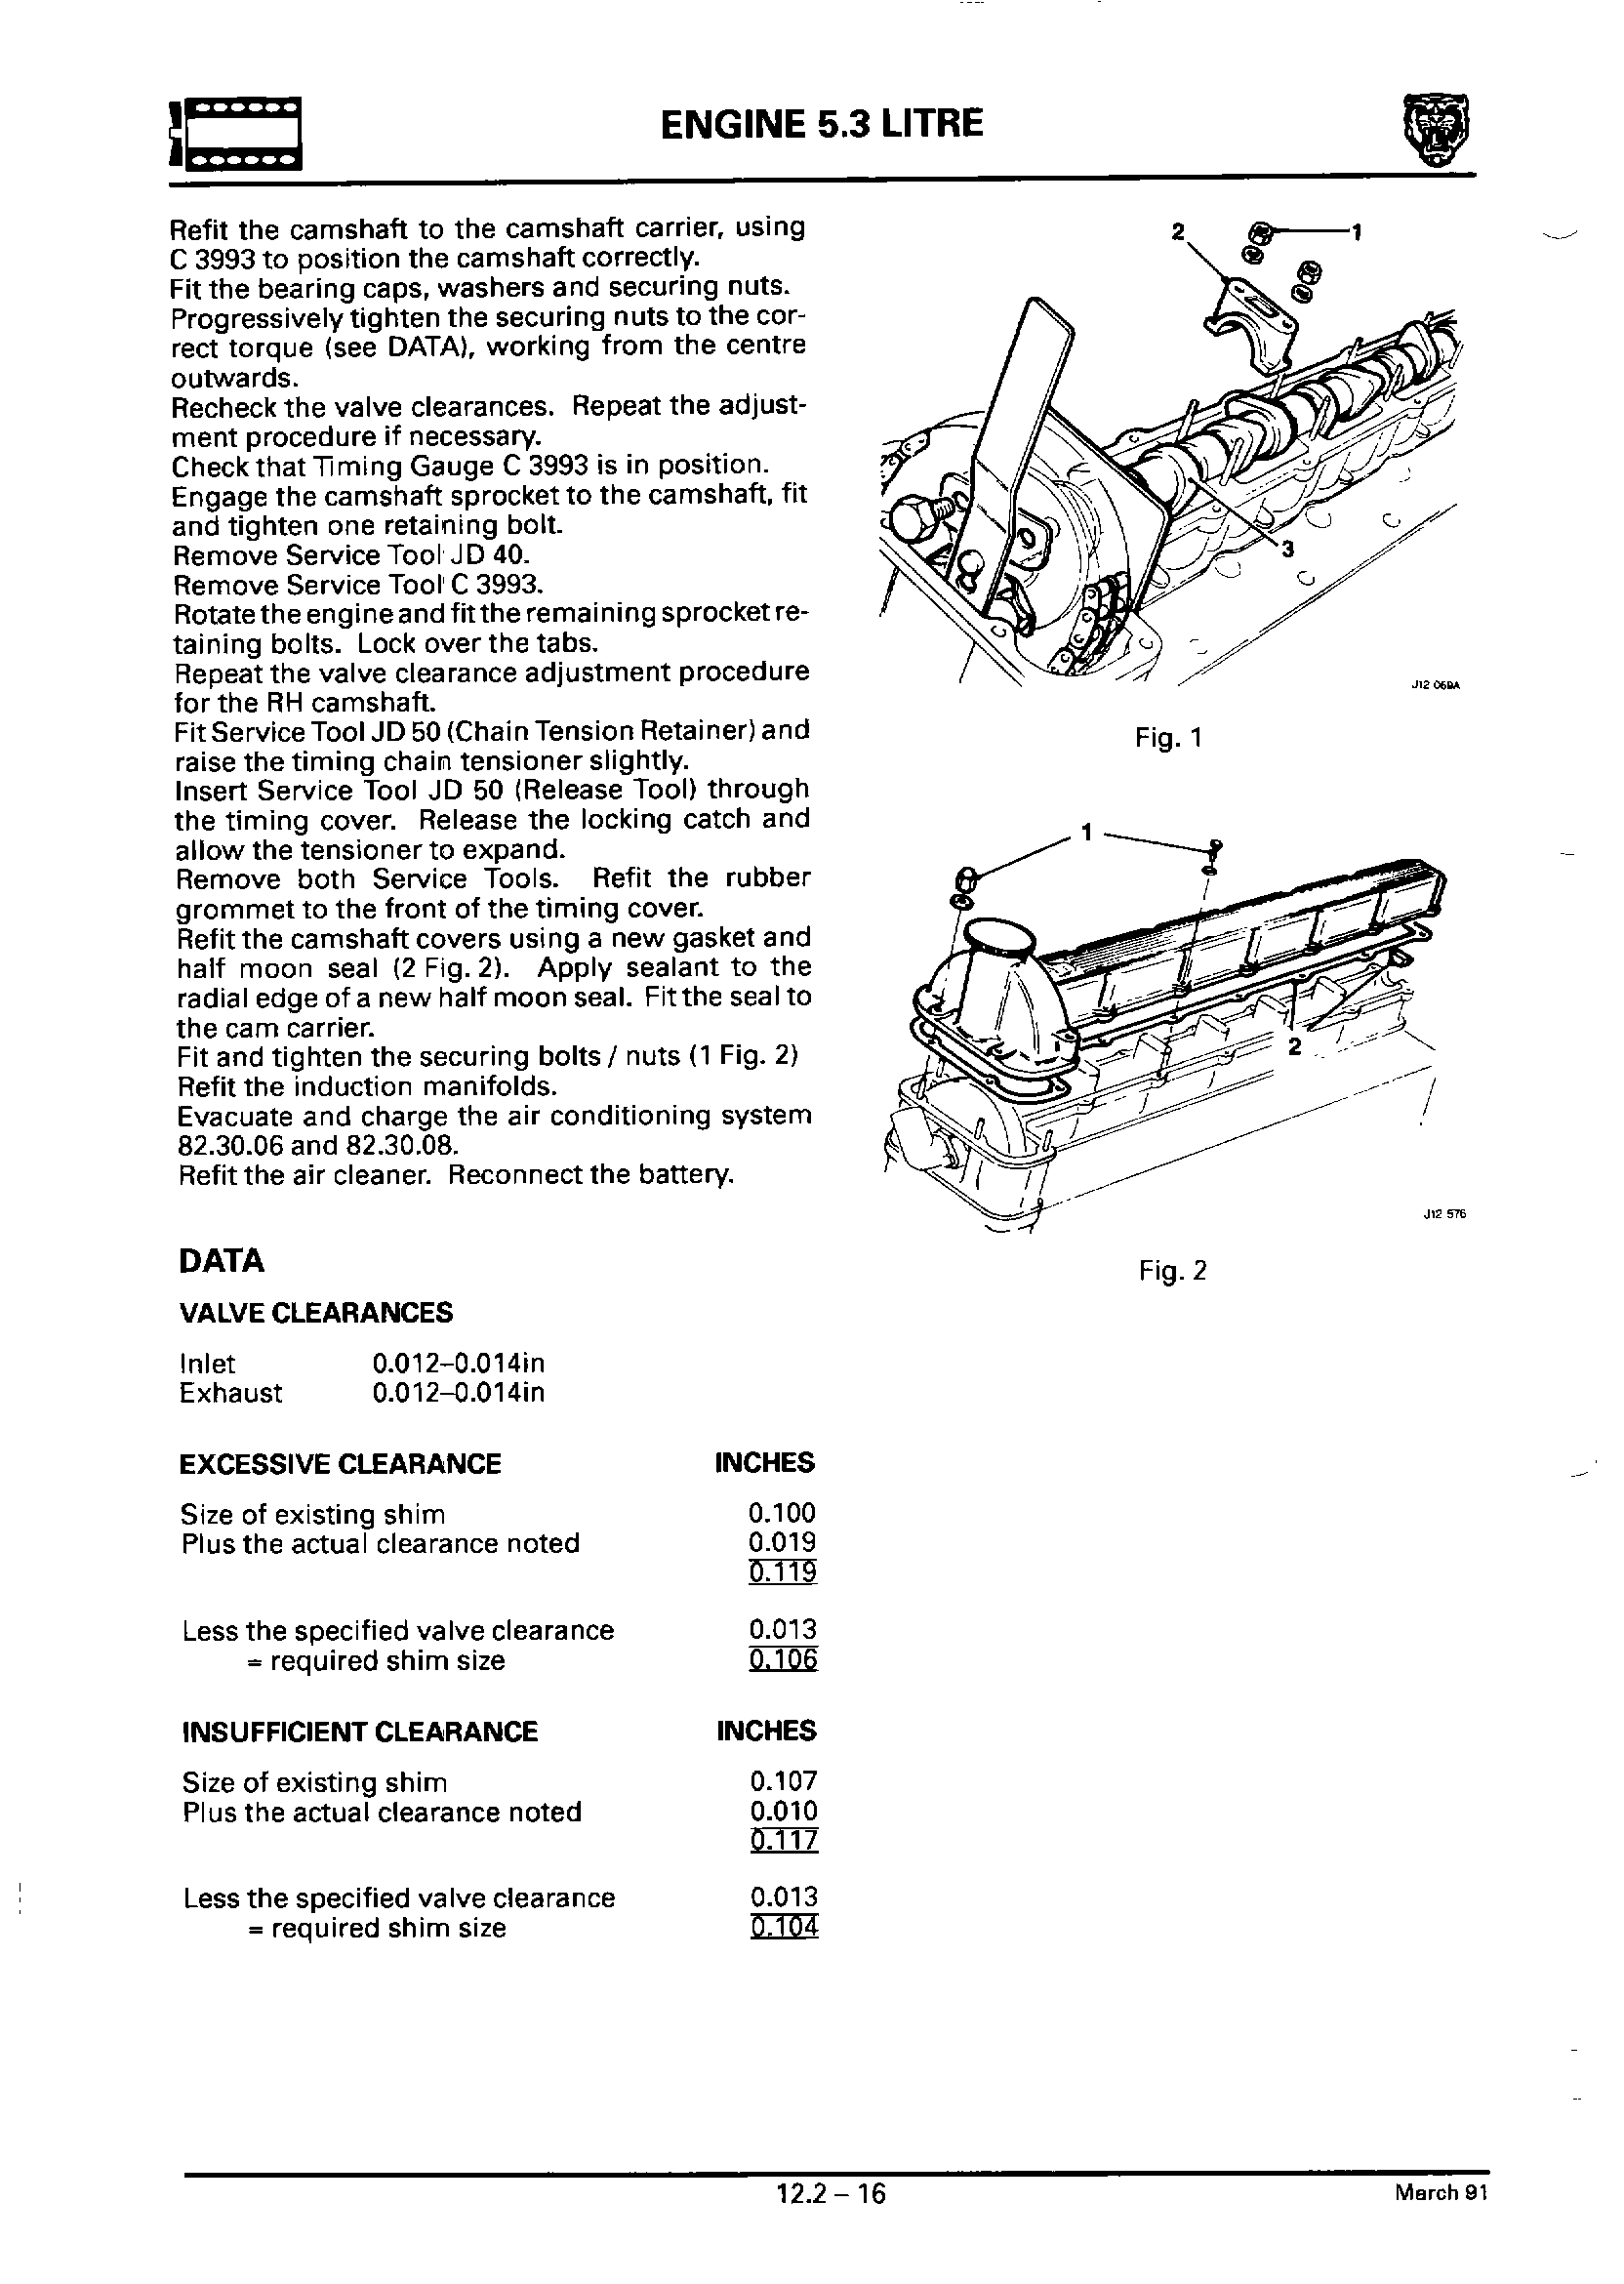 ENGINE 5.3 LITRE
Refit the camshaft to the camshaft carrier, using
C 3993 to position the camshaft correctly.
Fit the bearing caps, washers and securing nuts.
Progressively tighten the securing nuts to the cor-
rect torque (see DATA), working from the centre
outwards.
Recheck the valve clearances. Repeat the adjust-
ment procedure if necessary.
Check that Timing Gauge C 3993 is in position.
Engage the camshaft sprocket to the camshaft, fit
and tighten one retaining bolt.
Remove Service Tool JD 40.
Remove Service Tool C 3993.
Rotate the engine and fit the remaining sprocket re-
taining bolts. Lock over the tabs.
Repeat the valve clearance adjustment procedure
for the RH camshaft.
Fit Service Tool JD 50 (Chain Tension Retainer) and
raise the timing chain tensioner slightly.
Insert Service Tool JD 50 (Release Tool) through
the timing cover. Release the locking catch and
allow the tensioner to expand.
Remove both Service Tools. Refit the rubber
grommet to the front of the timing cover.
Refit the camshaft covers using a new gasket and
half moon seal (2 Fig. 2). Apply sealant to the
radial edge of a new half moon seal. Fit the seal to
the cam carrier.
Fit and tighten the securing bolts / nuts (1 Fig. 2)
Refit the induction manifolds.
Evacuate and charge the air conditioning system
82.30.06 and 82.30.08.
Refit the air cleaner. Reconnect the battery.
DATA
VALVE CLEARANCES
Inlet 0.012–0.014in
Exhaust 0.012–0.014in
EXCESSIVE CLEARANCE INCHES
Size of existing shim 0.100
Plus the actual clearance noted 0.019
0.119
Less the specified valve clearance 0.013
= required shim size 0.106
INSUFFICIENT CLEARANCE INCHES
Size of existing shim 0.107
Plus the actual clearance noted 0.010
0.117
Less the specified valve clearance 0.013
= required shim size 0.104
2 1
3
J12 069A
Fig. 1
1
2
J12 576
Fig. 2
12.2 – 16 March 91